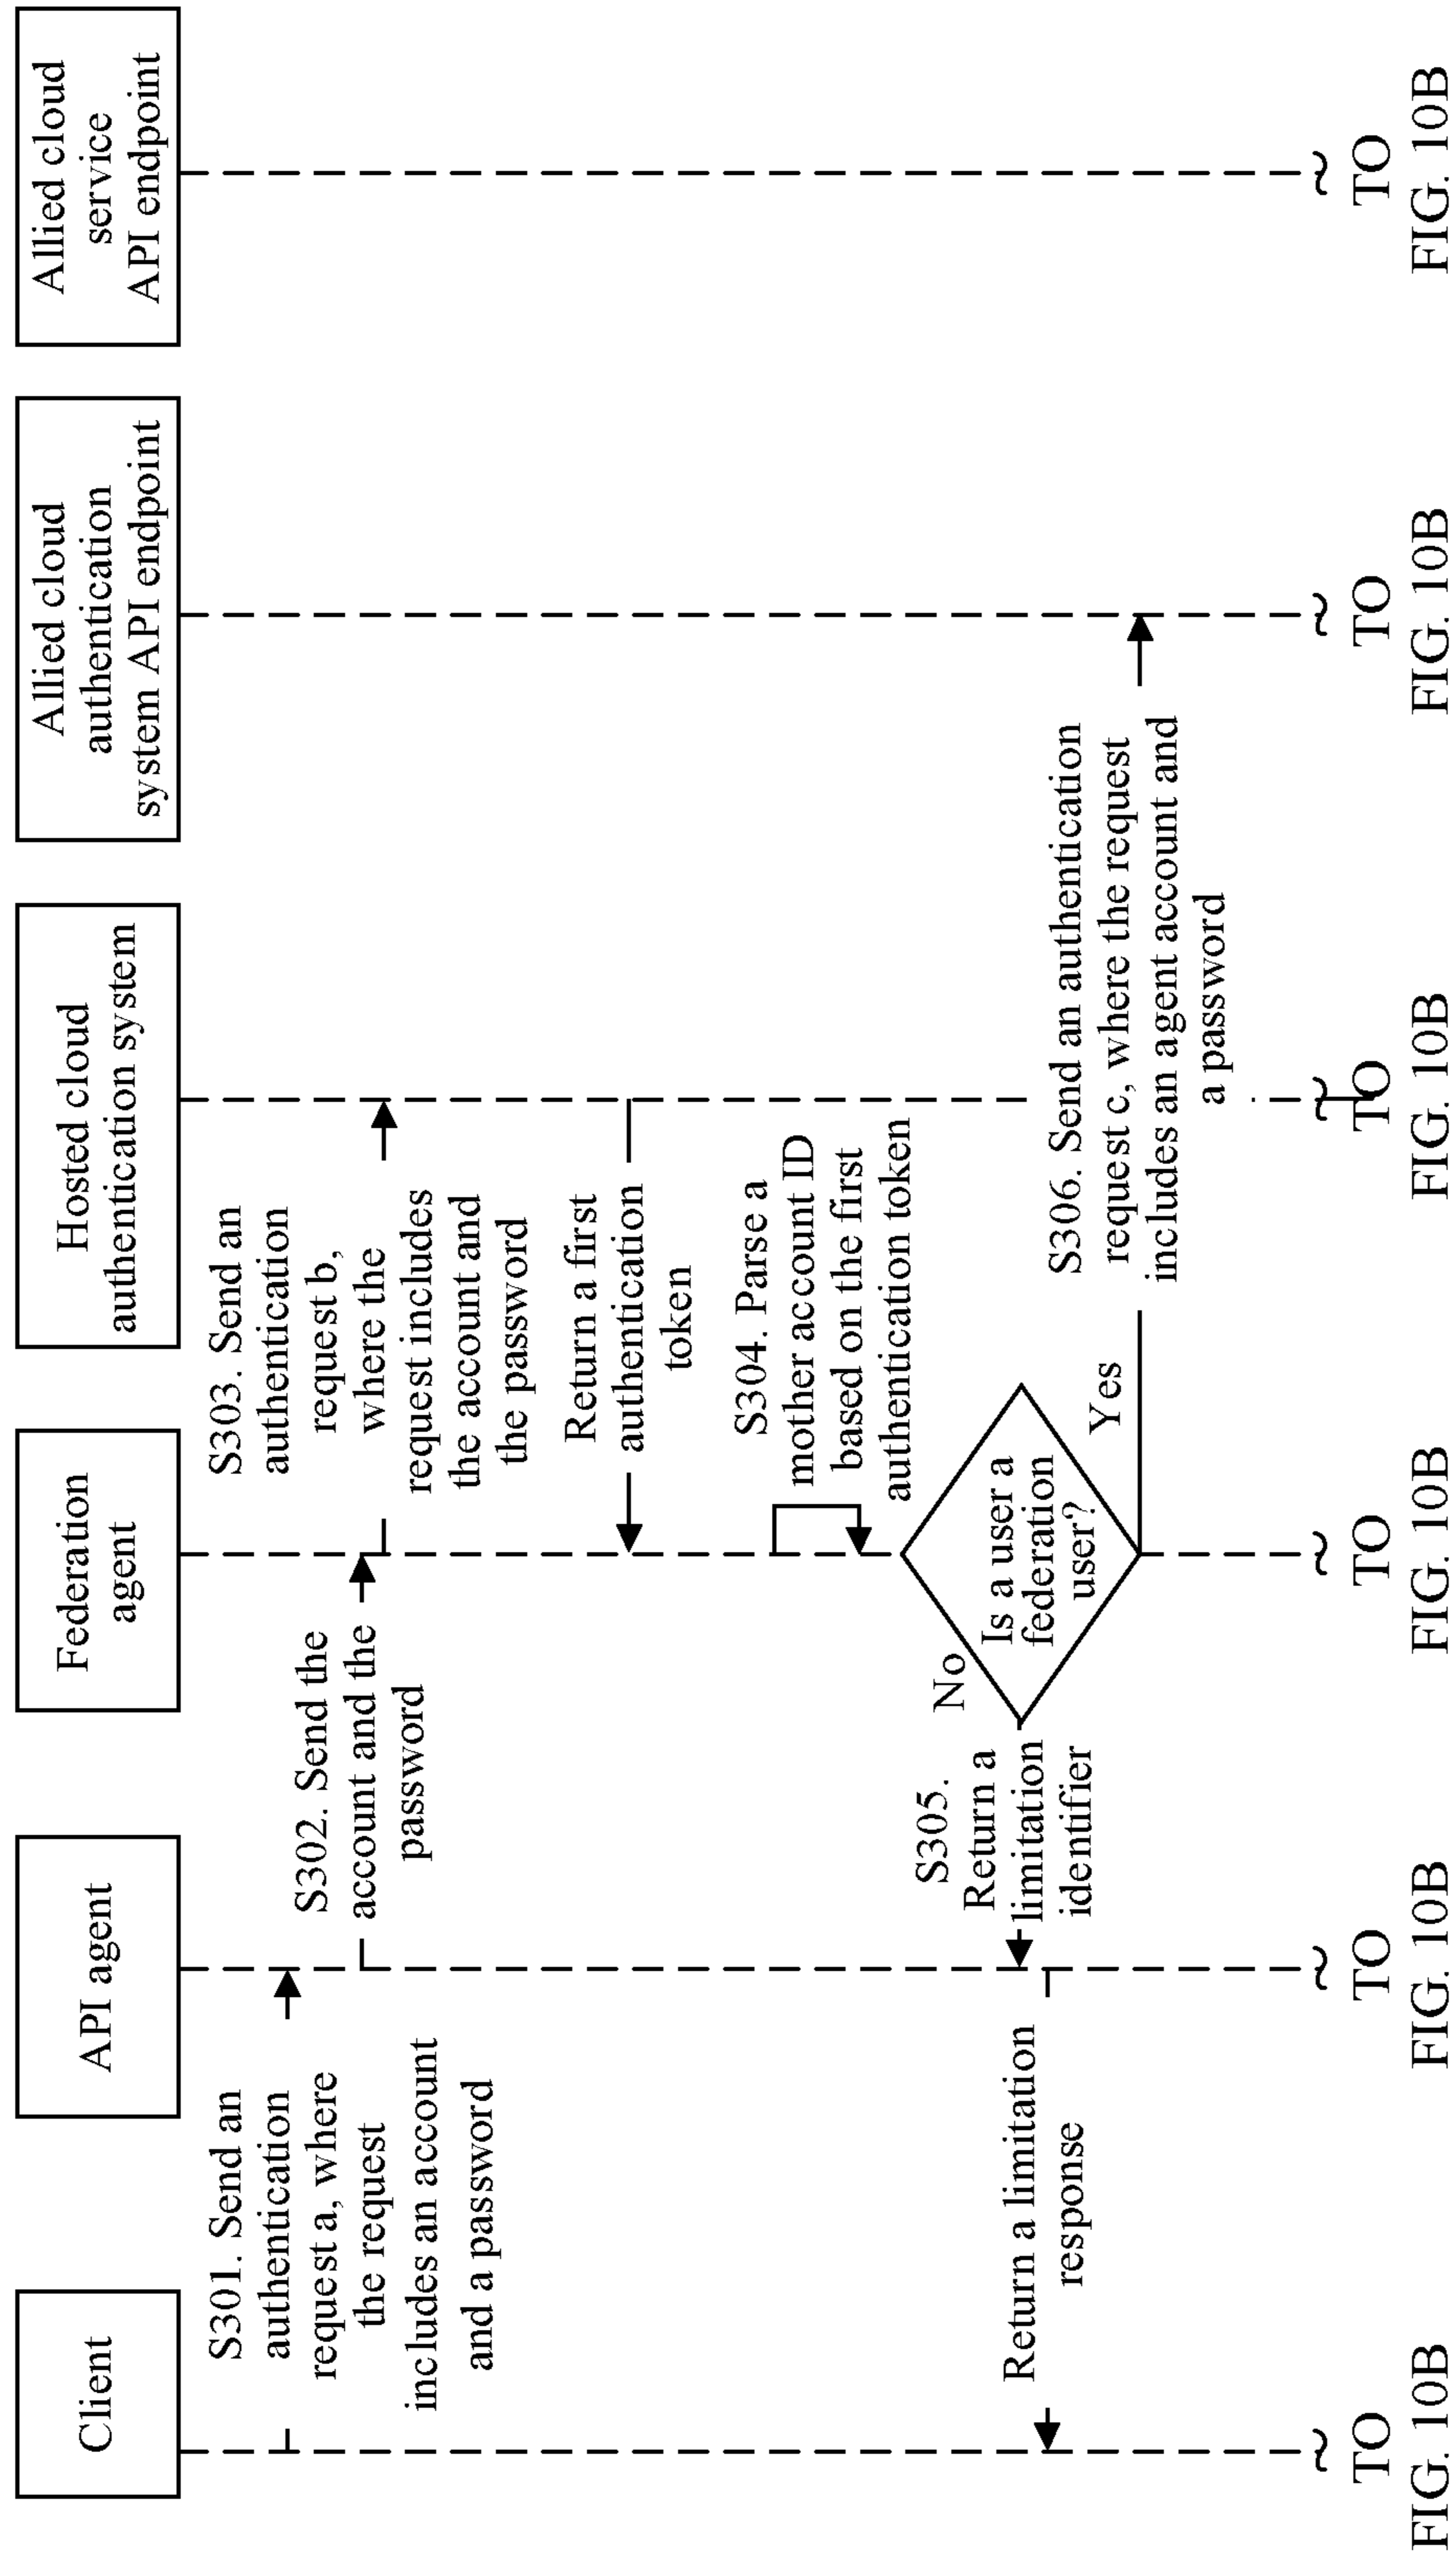 Client
API agent
Federation
agent
Hosted cloud
authentication system
Allied cloud
authentication
system API endpoint
Allied cloud
service
API endpoint
S301. Send an
authentication
request a, where
the request
includes an account
and a password
S302. Send the
account and the
password
S303. Send an
authentication
request b,
where the
request includes
the account and
the password
Return a first
authentication
token
S304. Parse a
mother account ID
based on the first
authentication token
Is a user a
federation
user?
No
S305.
Return a
limitation
identifier
Return a limitation
response
Yes
S306. Send an authentication
request c, where the request
includes an agent account and
a password
TO
FIG. 10B
TO
FIG. 10B
TO
FIG. 10B
TO
FIG. 10B
TO
FIG. 10B
TO
FIG. 10B